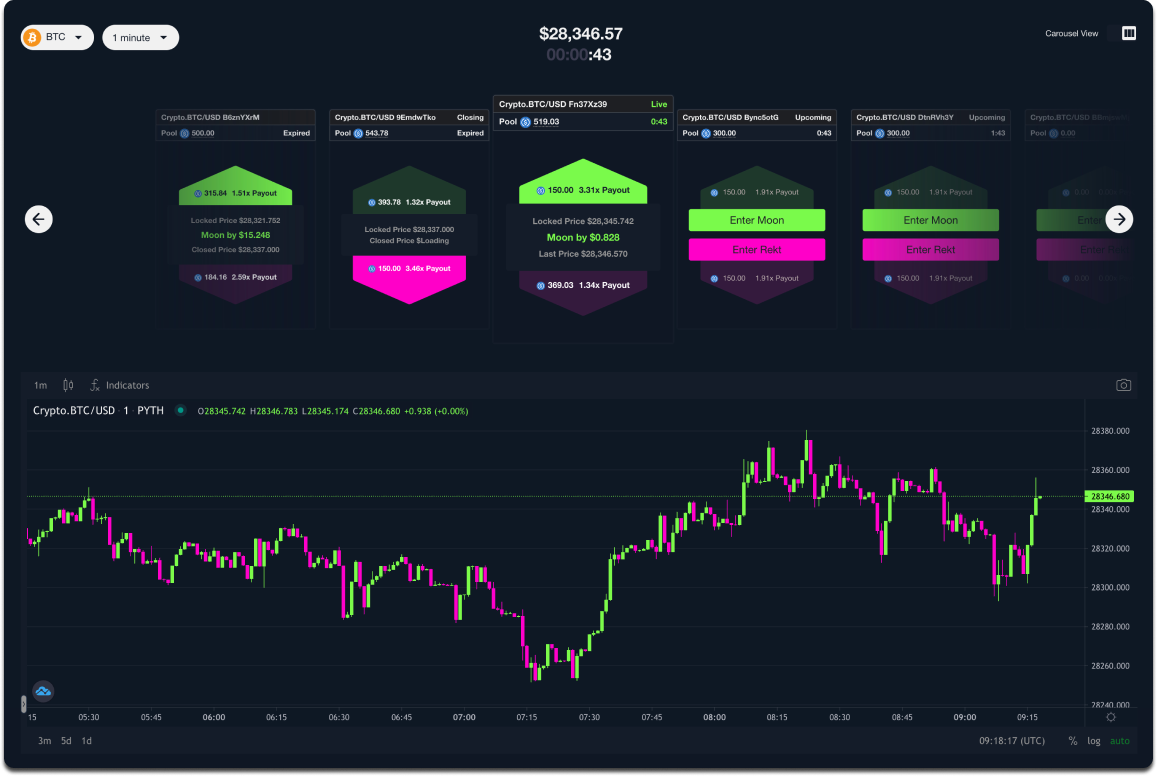 BTC
1 minute
$28,346.57
00:00:43
Carousel View
Crypto.BTC/USD B6znYXrM
Pool 500.00 Expired
315.84 1.51x Payout
Locked Price $28,321.752
Moon by $15.248
Closed Price $28,337.000
184.16 2.59x Payout
Crypto.BTC/USD 9EmdwTko Closing
Pool 543.78 Expired
393.78 1.32x Payout
Locked Price $28,337.000
Closed Price $Loading
150.00 3.46x Payout
Crypto.BTC/USD Fn37Xz39 Live
Pool 519.03 0:43
150.00 3.31x Payout
Locked Price $28,345.742
Moon by $0.828
Last Price $28,346.570
369.03 1.34x Payout
Crypto.BTC/USD Bync5otG Upcoming
Pool 300.00 0:43
150.00 1.91x Payout
Enter Moon
Enter Rekt
150.00 1.91x Payout
Crypto.BTC/USD DtnRVh3Y Upcoming
Pool 300.00 1:43
150.00 1.91x Payout
Enter Moon
Enter Rekt
150.00 1.91x Payout
Crypto.BTC/USD
Pool 0.00
0.00
Enter
Enter Re
0.00
1m Indicators
Crypto.BTC/USD · 1 · PYTH O28345.742 H28346.783 L28345.174 C28346.680 +0.938 (+0.00%)
28380.000
28360.000
28346.680
28340.000
28320.000
28300.000
28280.000
28260.000
28240.000
15 05:30 05:45 06:00 06:15 06:30 06:45 07:00 07:15 07:30 07:45 08:00 08:15 08:30 08:45 09:00 09:15
3m 5d 1d 09:18:17 (UTC) % log auto